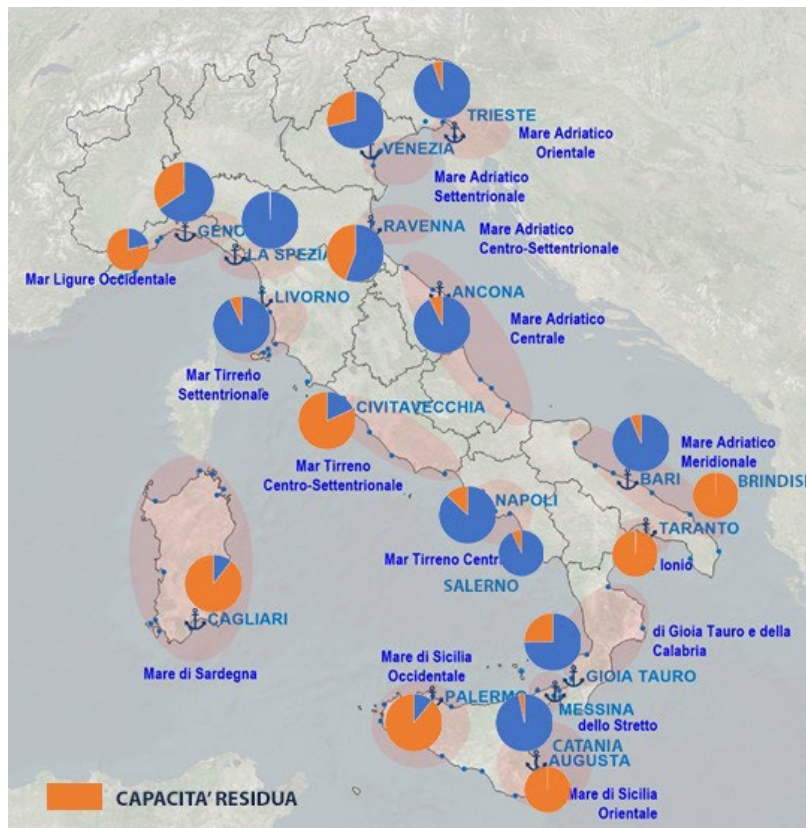 TRIESTE
Mare Adriatico
Orientale
VENEZIA
Mare Adriatico
Settentrionale
GENO
LA SPEZIA
RAVENNA
Mare Adriatico
Centro-Settentrionale
Mar Ligure Occidentale
LIVORNO
ANCONA
Mare Adriatico
Centrale
Mar Tirreno
Settentrionale
CIVITAVECCHIA
Mar Tirreno
Centro-Settentrionale
Mare Adriatico
Meridionale
BARI
BRINDISI
NAPOLI
TARANTO
Mar Tirreno Centr
SALERNO
Ionio
CAGLIARI
Mare di Sardegna
di Gioia Tauro e della
Calabria
Mare di Sicilia
Occidentale
GIOIA TAURO
PALERMO
MESSINA
dello Stretto
CATANIA
AUGUSTA
Mare di Sicilia
Orientale
CAPACITA’ RESIDUA